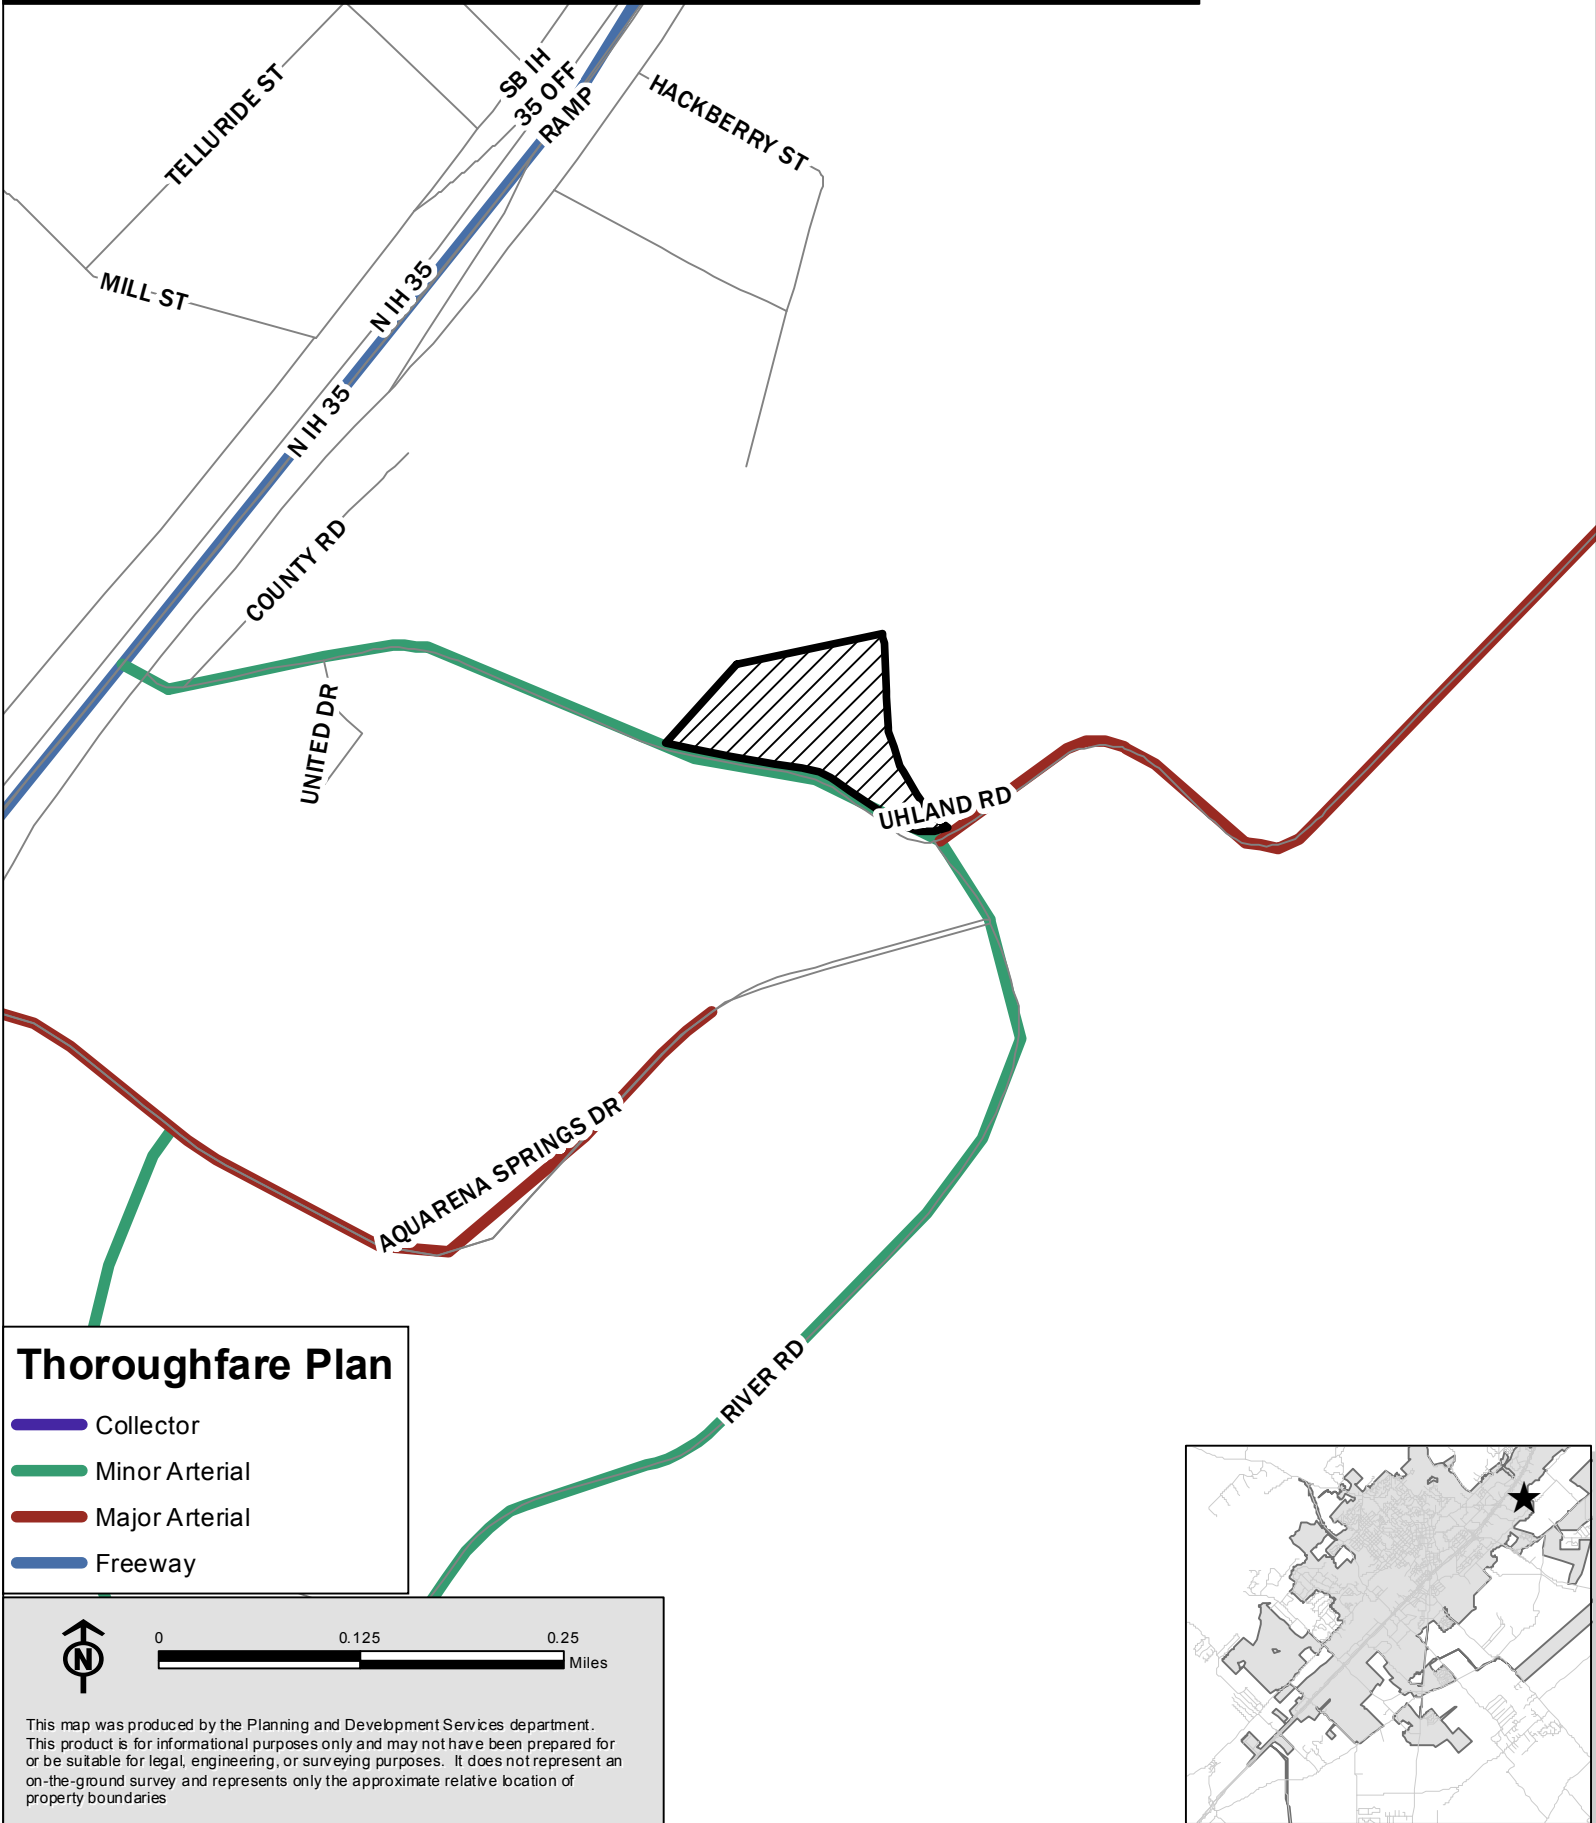 SB IH
35 OFF
RAMP
HACKBERRY ST
TELLURIDE ST
MILL ST
N IH 35
N IH 35
COUNTY RD
UNITED DR
UHLAND RD
AQUARENA SPRINGS DR
RIVER RD
Thoroughfare Plan
Collector
Minor Arterial
Major Arterial
Freeway
N
0 0.125 0.25
Miles
This map was produced by the Planning and Development Services department.
This product is for informational purposes only and may not have been prepared for
or be suitable for legal, engineering, or surveying purposes. It does not represent an
on-the-ground survey and represents only the approximate relative location of
property boundaries